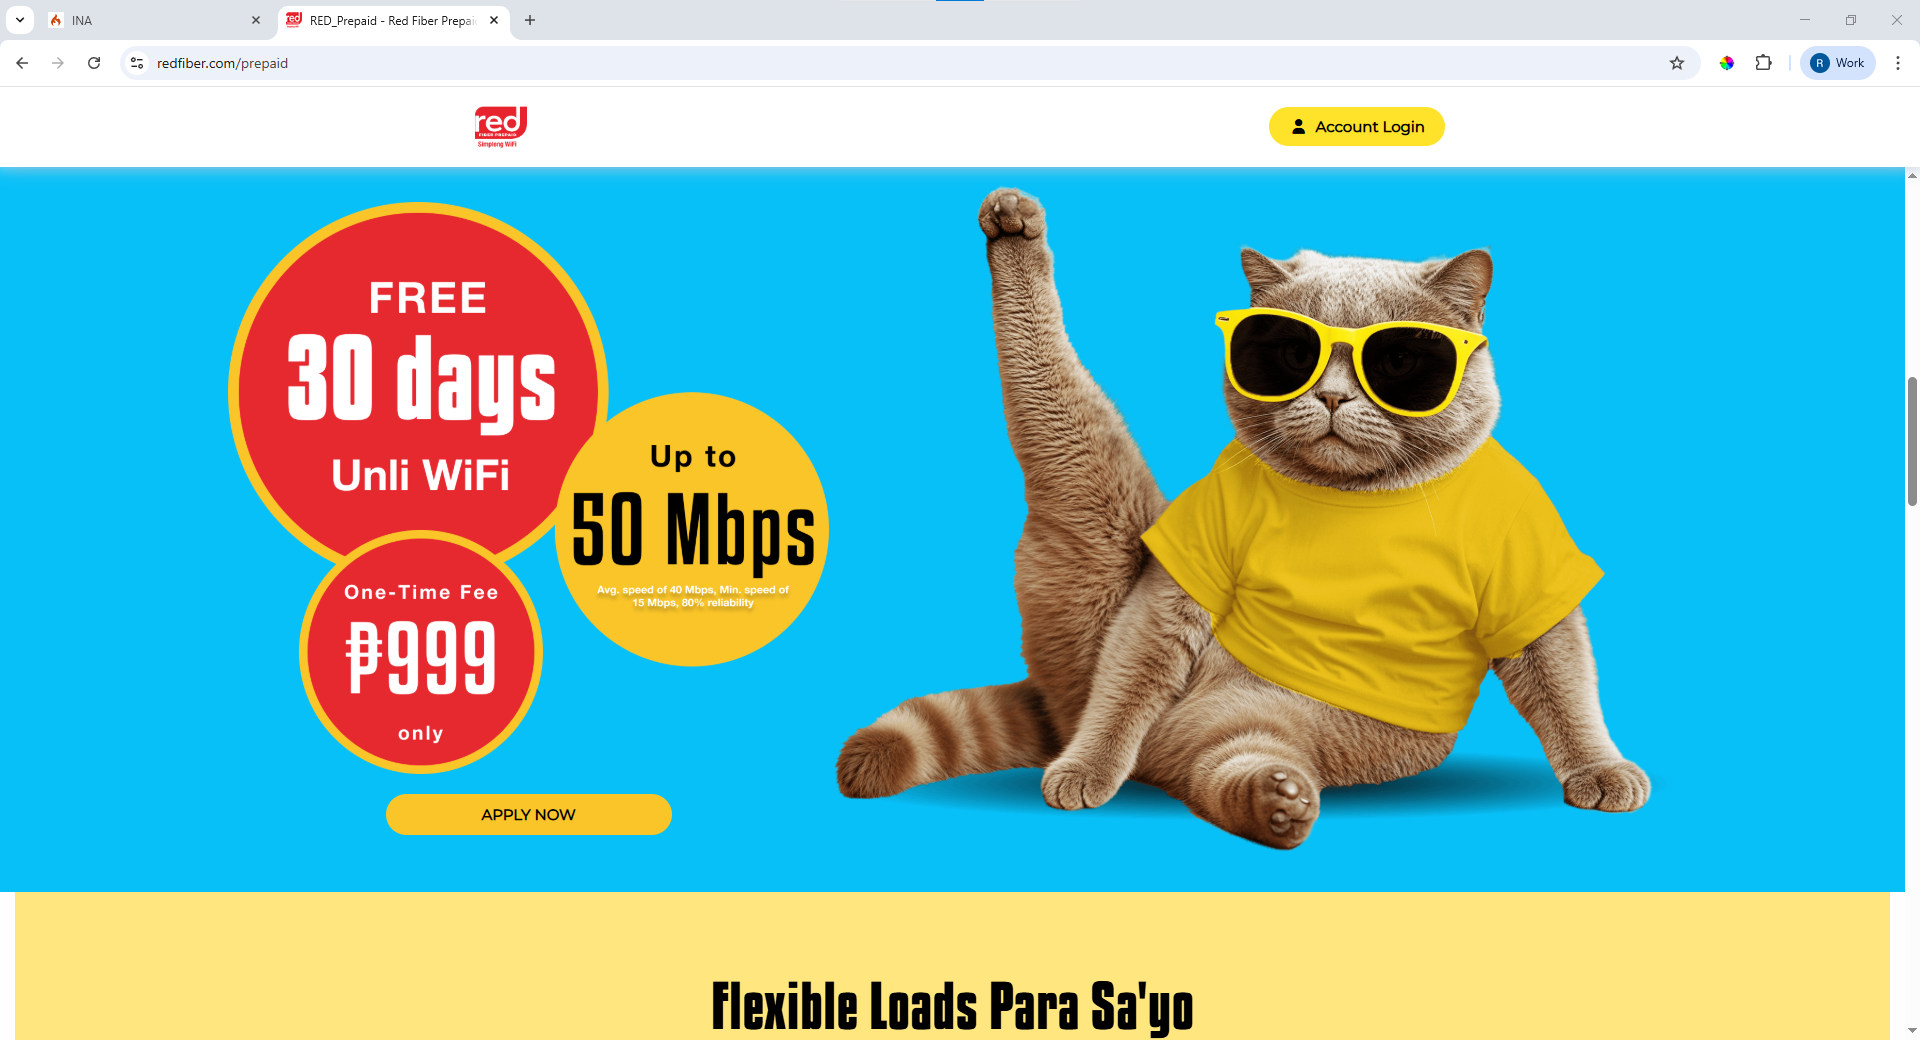 INA
RED_Prepaid - Red Fiber Prepai
redfiber.com/prepaid
Work
R
red
FIBER PREPAID
Simpleng WiFi
Account Login
FREE
30 days
Unli WiFi
Up to
50 Mbps
Avg. speed of 40 Mbps, Min. speed of
15 Mbps, 80% reliability
One-Time Fee
₱999
only
APPLY NOW
Flexible Loads Para Sa'yo